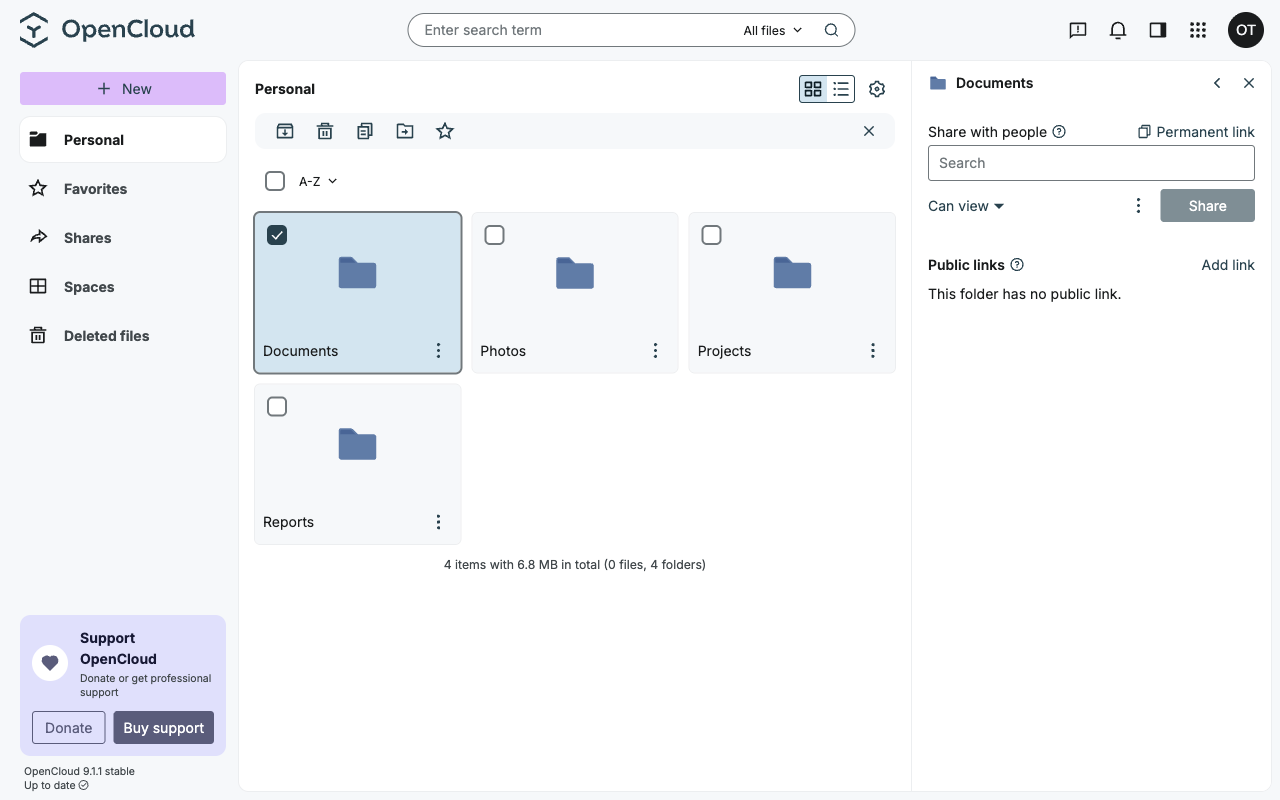 OpenCloud
Enter search term
All files
OT
New
Personal
Favorites
Shares
Spaces
Deleted files
Support
OpenCloud
Donate or get professional
support
Donate
Buy support
OpenCloud 9.1.1 stable
Up to date
Personal
A-Z
Documents
Photos
Projects
Reports
4 items with 6.8 MB in total (0 files, 4 folders)
Documents
Share with people
Permanent link
Search
Can view
Share
Public links
Add link
This folder has no public link.